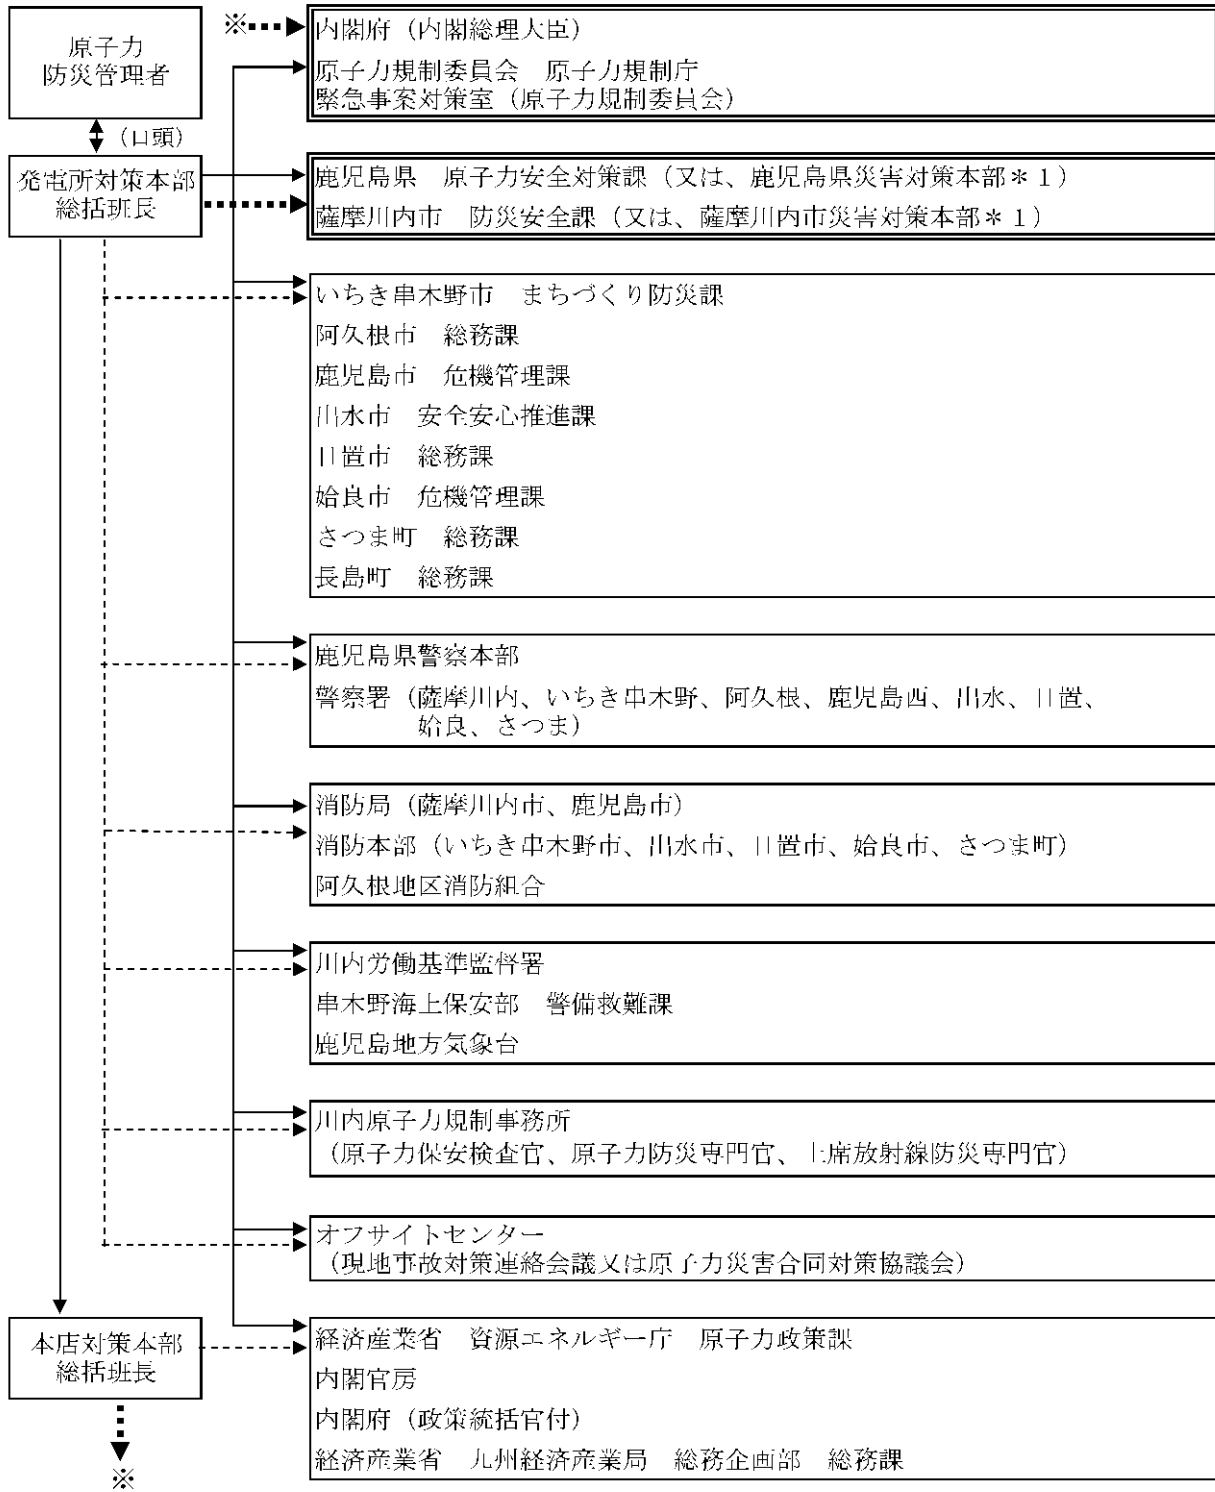 原子力
防災管理者
（口頭）
発電所対策本部
総括班長
※
内閣府（内閣総理大臣）
原子力規制委員会　原子力規制庁
緊急事案対策室（原子力規制委員会）
鹿児島県　原子力安全対策課（又は、鹿児島県災害対策本部＊１）
薩摩川内市　防災安全課（又は、薩摩川内市災害対策本部＊１）
いちき串木野市　まちづくり防災課
阿久根市　総務課
鹿児島市　危機管理課
出水市　安全安心推進課
日置市　総務課
姶良市　危機管理課
さつま町　総務課
長島町　総務課
鹿児島県警察本部
警察署（薩摩川内、いちき串木野、阿久根、鹿児島西、出水、日置、
姶良、さつま）
消防局（薩摩川内市、鹿児島市）
消防本部（いちき串木野市、出水市、日置市、姶良市、さつま町）
阿久根地区消防組合
川内労働基準監督署
串木野海上保安部　警備救難課
鹿児島地方気象台
川内原子力規制事務所
（原子力保安検査官、原子力防災専門官、上席放射線防災専門官）
オフサイトセンター
（現地事故対策連絡会議又は原子力災害合同対策協議会）
本店対策本部
総括班長
※
経済産業省　資源エネルギー庁　原子力政策課
内閣官房
内閣府（政策統括官付）
経済産業省　九州経済産業局　総務企画部　総務課